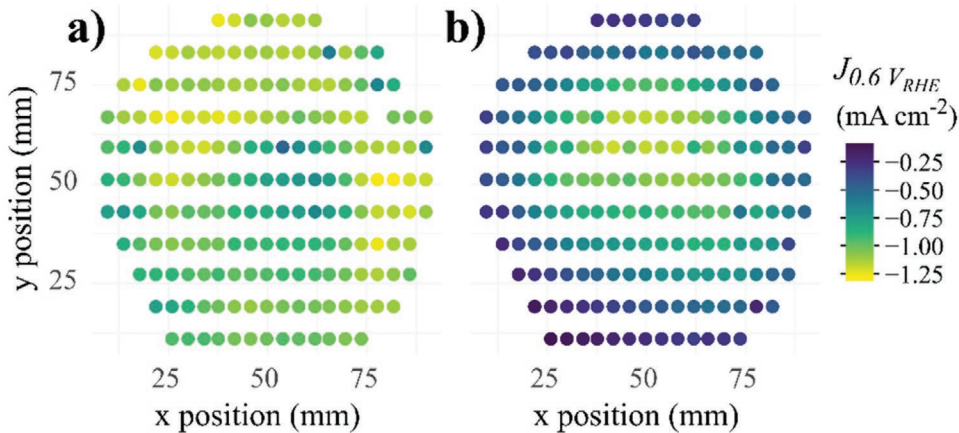 a)
b)
75
50
25
y position (mm)
25 50 75
x position (mm)
25 50 75
x position (mm)
J0.6 VRHE
(mA cm-2)
−0.25
−0.50
−0.75
−1.00
−1.25